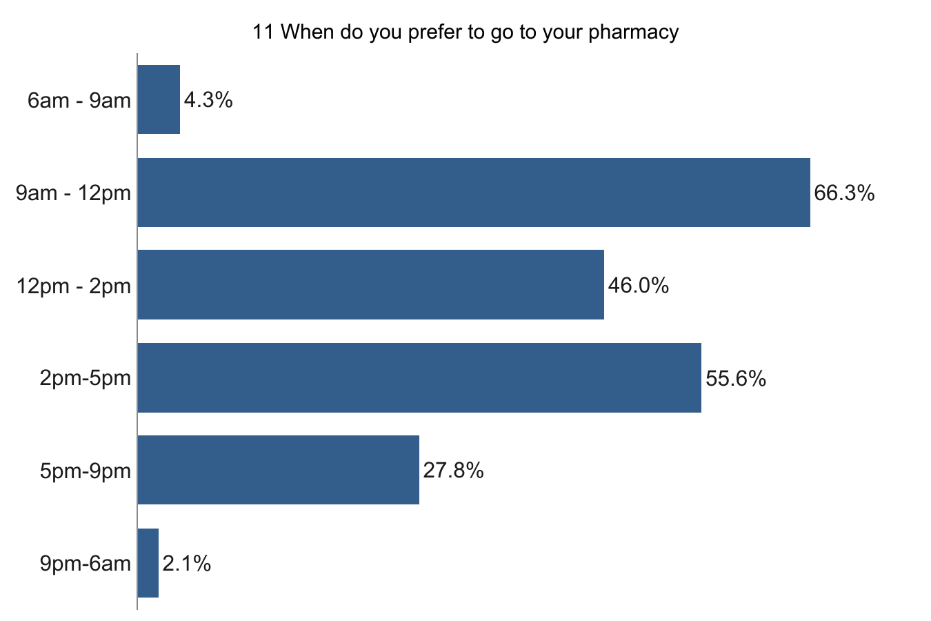 11 When do you prefer to go to your pharmacy
6am - 9am 4.3%
9am - 12pm 66.3%
12pm - 2pm 46.0%
2pm-5pm 55.6%
5pm-9pm 27.8%
9pm-6am 2.1%